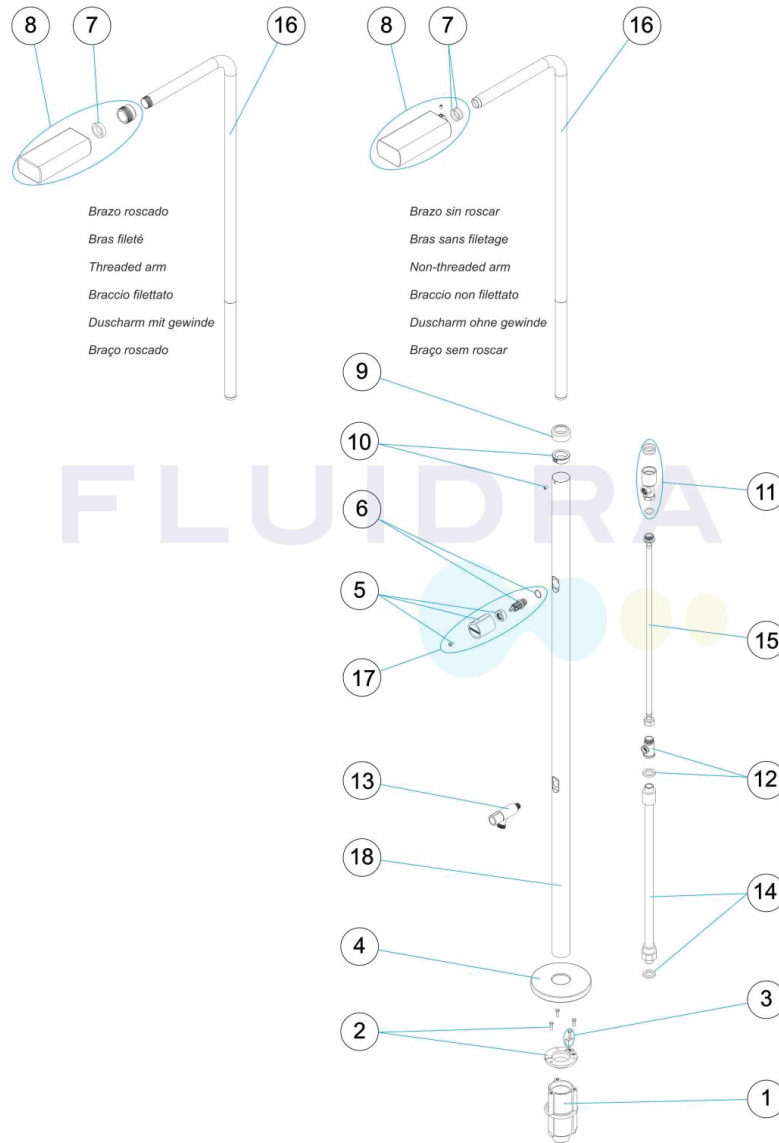 8
7
16
8
7
16
Brazo roscado
Bras fileté
Threaded arm
Braccio filettato
Duscharm mit gewinde
Braço roscado
Brazo sin roscar
Bras sans filetage
Non-threaded arm
Braccio non filettato
Duscharm ohne gewinde
Braço sem roscar
9
10
11
FLUIDRA
6
5
15
17
12
13
18
14
4
3
2
1